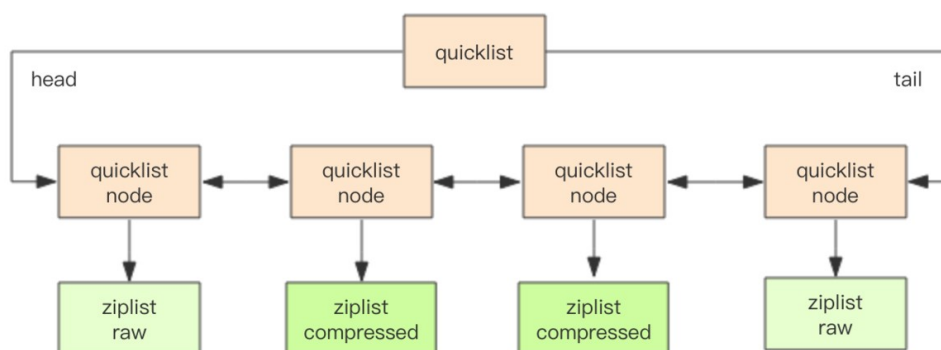 quicklist
head
tail
quicklist
node
quicklist
node
quicklist
node
quicklist
node
ziplist
raw
ziplist
compressed
ziplist
compressed
ziplist
raw